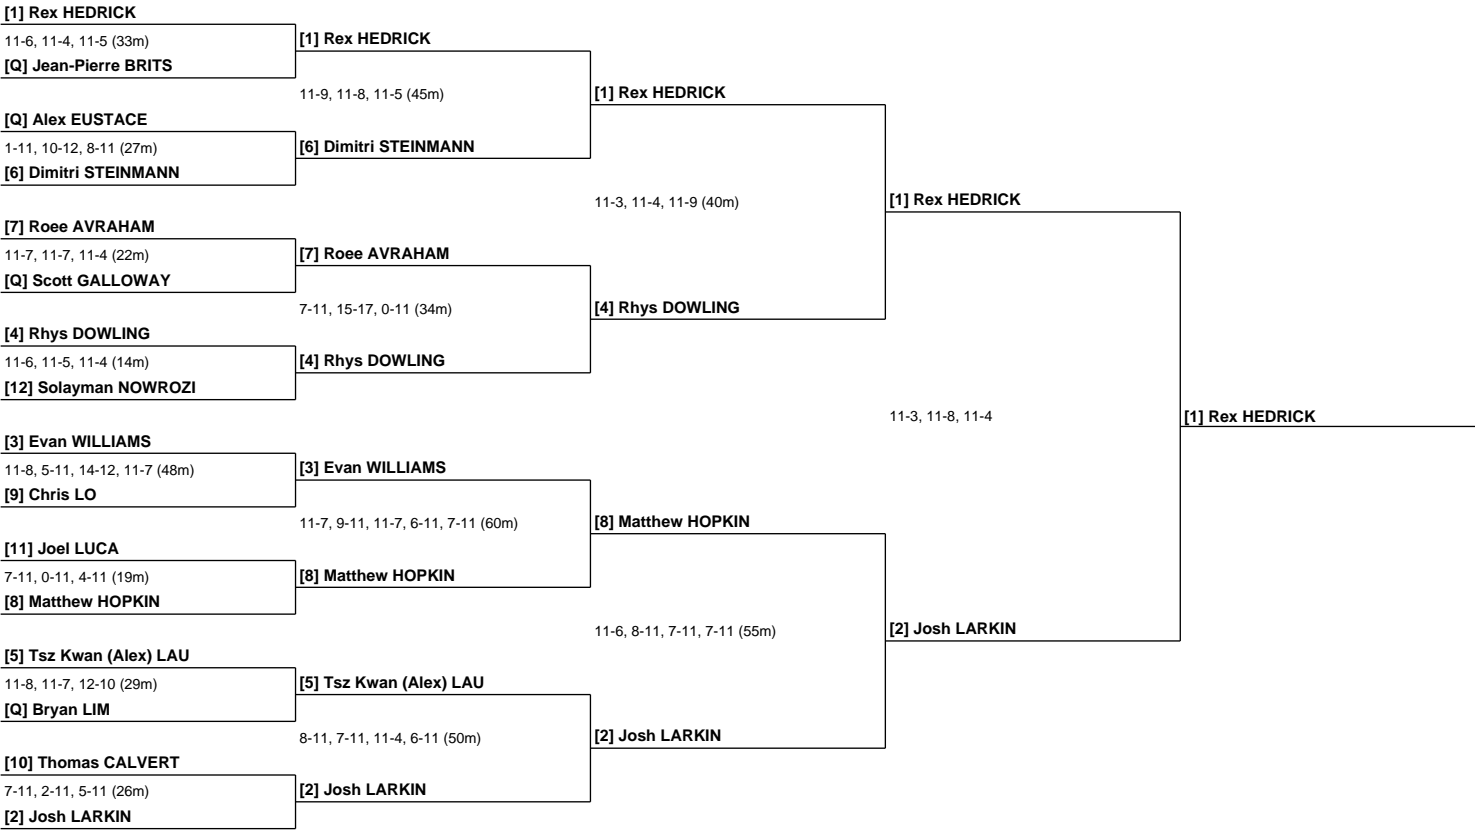 [1] Rex HEDRICK
11-6, 11-4, 11-5 (33m)
[Q] Jean-Pierre BRITS
[Q] Alex EUSTACE
1-11, 10-12, 8-11 (27m)
[6] Dimitri STEINMANN
[7] Roee AVRAHAM
11-7, 11-7, 11-4 (22m)
[Q] Scott GALLOWAY
[4] Rhys DOWLING
11-6, 11-5, 11-4 (14m)
[12] Solayman NOWROZI
[3] Evan WILLIAMS
11-8, 5-11, 14-12, 11-7 (48m)
[9] Chris LO
[11] Joel LUCA
7-11, 0-11, 4-11 (19m)
[8] Matthew HOPKIN
[5] Tsz Kwan (Alex) LAU
11-8, 11-7, 12-10 (29m)
[Q] Bryan LIM
[10] Thomas CALVERT
7-11, 2-11, 5-11 (26m)
[2] Josh LARKIN
[1] Rex HEDRICK
11-9, 11-8, 11-5 (45m)
[6] Dimitri STEINMANN
[7] Roee AVRAHAM
7-11, 15-17, 0-11 (34m)
[4] Rhys DOWLING
[3] Evan WILLIAMS
11-7, 9-11, 11-7, 6-11, 7-11 (60m)
[8] Matthew HOPKIN
[5] Tsz Kwan (Alex) LAU
8-11, 7-11, 11-4, 6-11 (50m)
[2] Josh LARKIN
[1] Rex HEDRICK
11-3, 11-4, 11-9 (40m)
[4] Rhys DOWLING
[8] Matthew HOPKIN
11-6, 8-11, 7-11, 7-11 (55m)
[2] Josh LARKIN
[1] Rex HEDRICK
11-3, 11-8, 11-4
[2] Josh LARKIN
[1] Rex HEDRICK